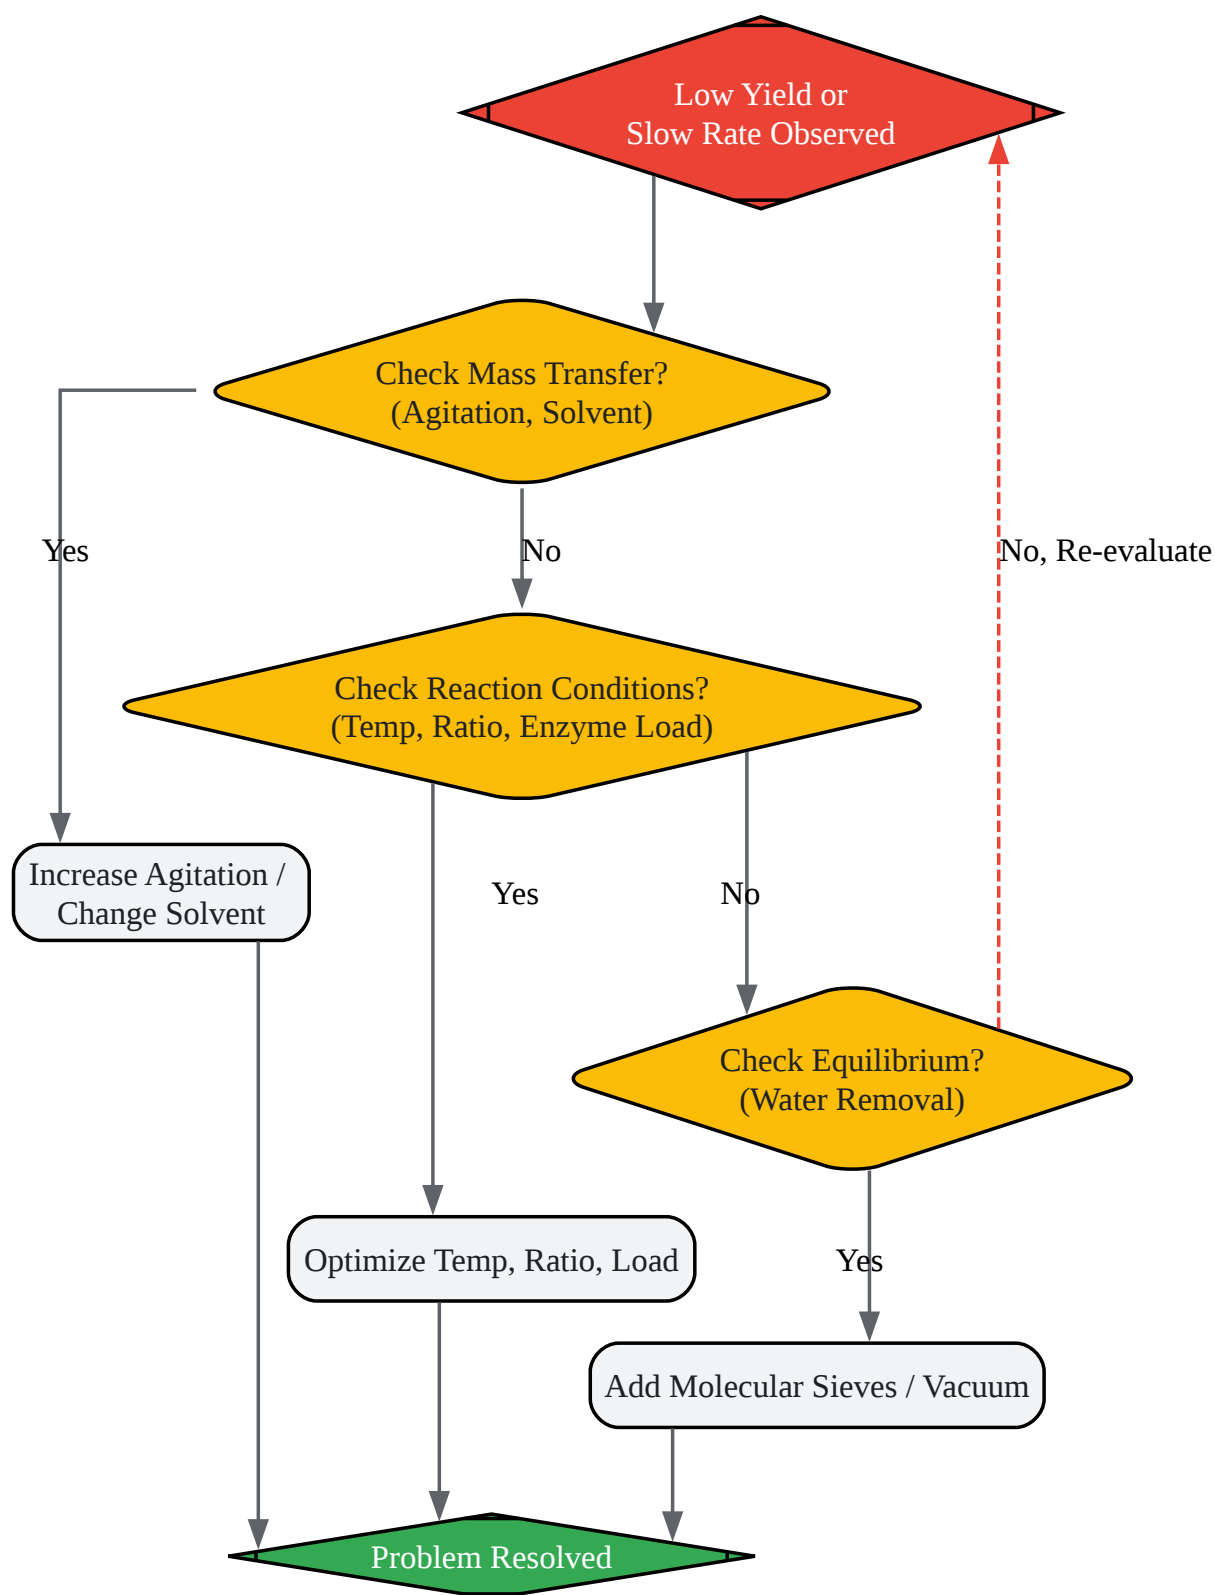 Low Yield or
Slow Rate Observed
Check Mass Transfer?
(Agitation, Solvent)
Yes
No
No, Re-evaluate
Check Reaction Conditions?
(Temp, Ratio, Enzyme Load)
Increase Agitation /
Change Solvent
Yes
No
Check Equilibrium?
(Water Removal)
Optimize Temp, Ratio, Load
Yes
Add Molecular Sieves / Vacuum
Problem Resolved